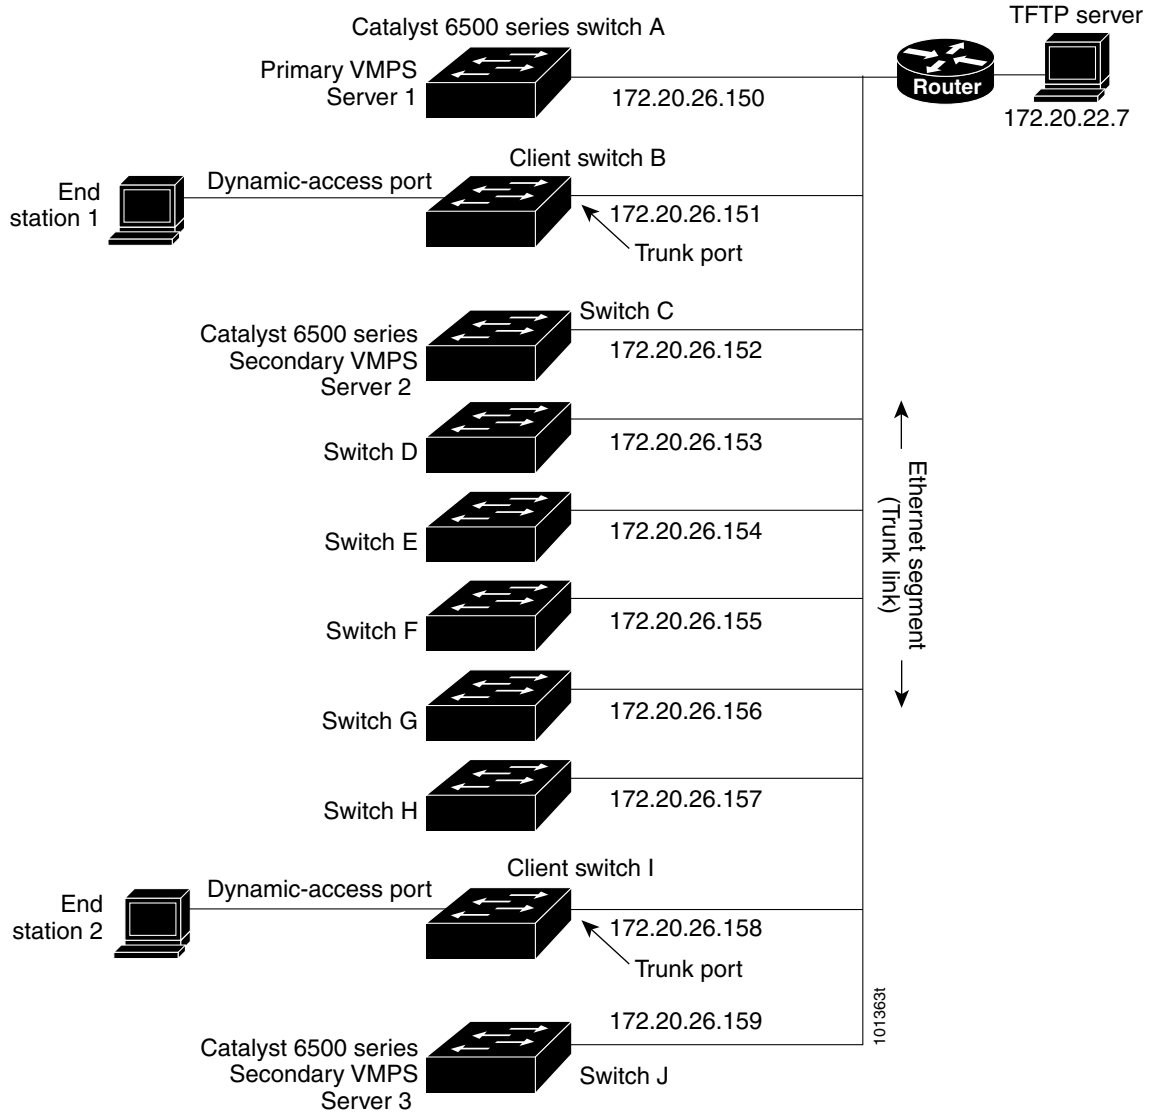 TFTP server
Catalyst 6500 series switch A
Primary VMPS
Server 1
172.20.26.150
Router
172.20.22.7
Client switch B
End
station 1
Dynamic-access port
172.20.26.151
Trunk port
Switch C
Catalyst 6500 series
Secondary VMPS
Server 2
172.20.26.152
Switch D
172.20.26.153
Ethernet segment
(Trunk link)
Switch E
172.20.26.154
Switch F
172.20.26.155
Switch G
172.20.26.156
Switch H
172.20.26.157
Client switch I
End
station 2
Dynamic-access port
172.20.26.158
Trunk port
101363t
172.20.26.159
Catalyst 6500 series
Secondary VMPS
Server 3
Switch J